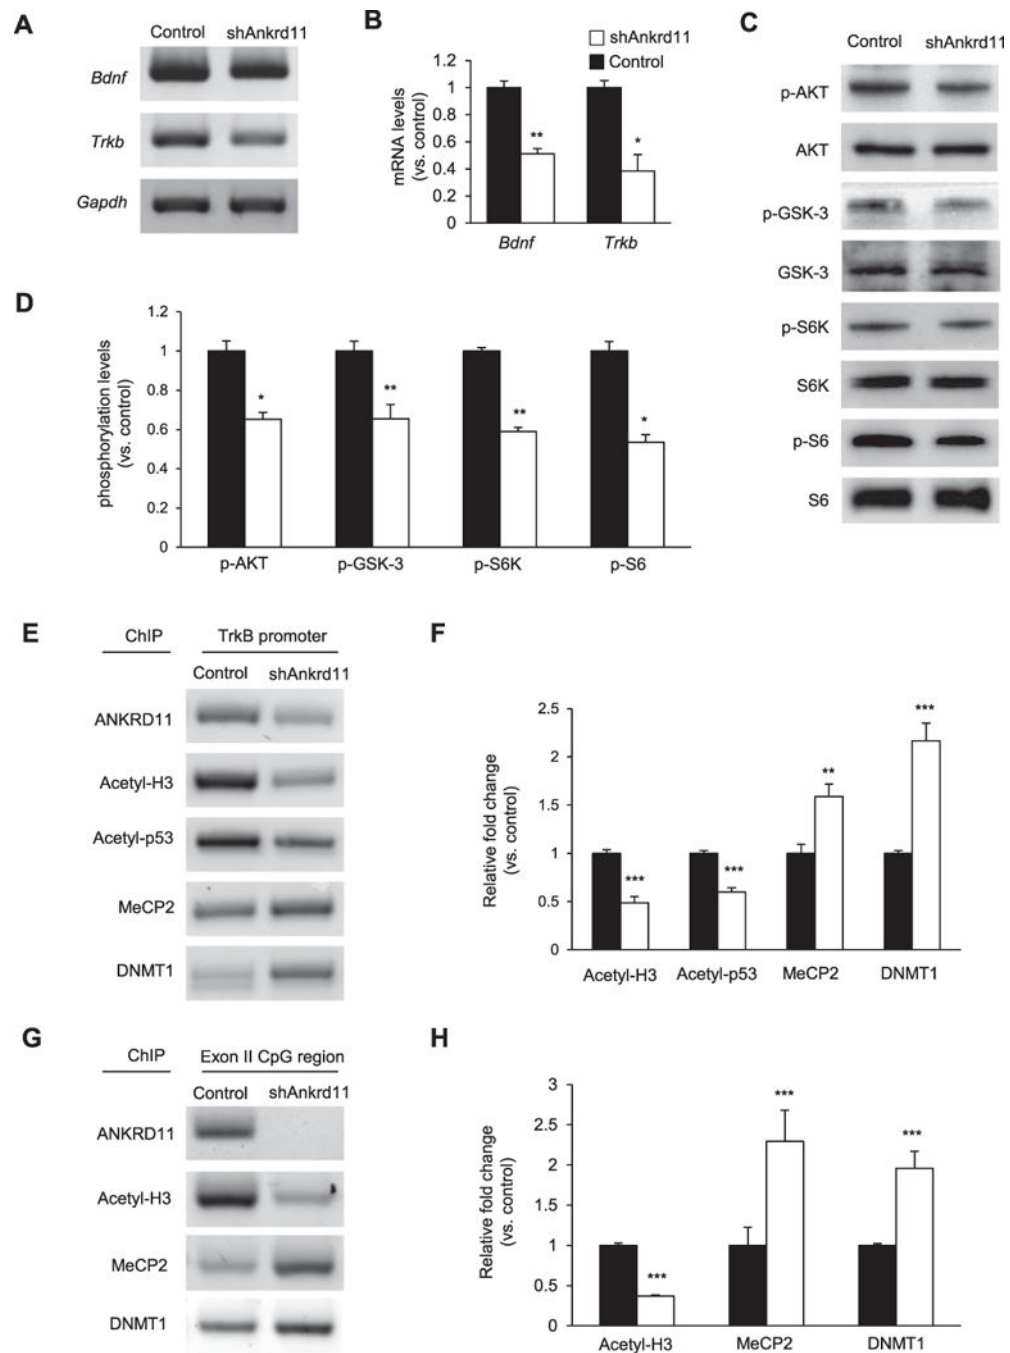 A
Control shAnkrd11
Bdnf
Trkb
Gapdh
B
shAnkrd11
Control
mRNA levels
(vs. control)
1.2
1
0.8
0.6
0.4
0.2
0
**
*
Bdnf Trkb
C
Control shAnkrd11
p-AKT
AKT
p-GSK-3
GSK-3
p-S6K
S6K
p-S6
S6
D
phosphorylation levels
(vs. control)
1.2
1
0.8
0.6
0.4
0.2
0
*
**
**
*
p-AKT p-GSK-3 p-S6K p-S6
E
ChIP TrkB promoter
Control shAnkrd11
ANKRD11
Acetyl-H3
Acetyl-p53
MeCP2
DNMT1
F
Relative fold change
(vs. control)
2.5
2
1.5
1
0.5
0
***
***
**
***
Acetyl-H3 Acetyl-p53 MeCP2 DNMT1
G
ChIP Exon II CpG region
Control shAnkrd11
ANKRD11
Acetyl-H3
MeCP2
DNMT1
H
Relative fold change
(vs. control)
3
2.5
2
1.5
1
0.5
0
***
***
***
Acetyl-H3 MeCP2 DNMT1